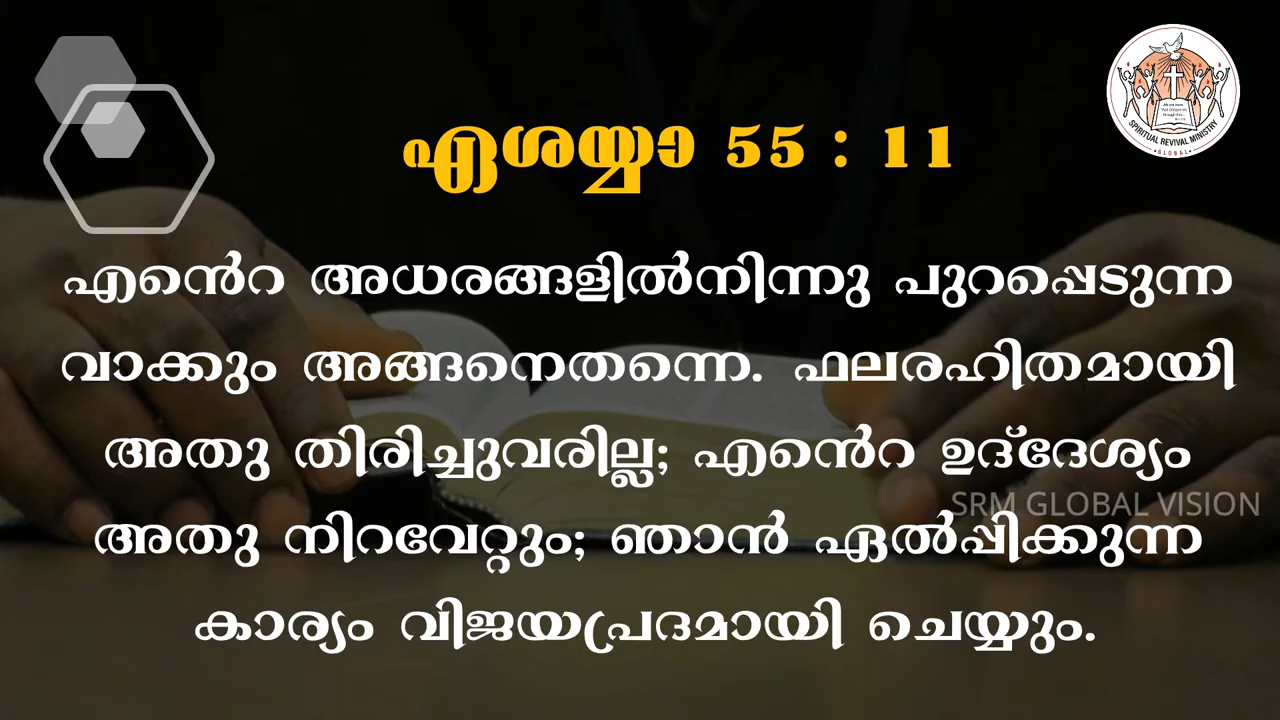 ഏശയ്യാ 55 : 11
എൻെറ അധരങ്ങളിൽനിന്നു പുറപ്പെടുന്ന
വാക്കും അങ്ങനെതന്നെ. ഫലരഹിതമായി
അതു തിരിച്ചുവരില്ല; എൻെറ ഉദ്ദേശ്യം
അതു നിറവേറ്റും; ഞാൻ ഏൽപ്പിക്കുന്ന
കാര്യം വിജയപ്രദമായി ചെയ്യും.
SRM GLOBAL VISION
SPIRITUAL REVIVAL MINISTRY
• GLOBAL •